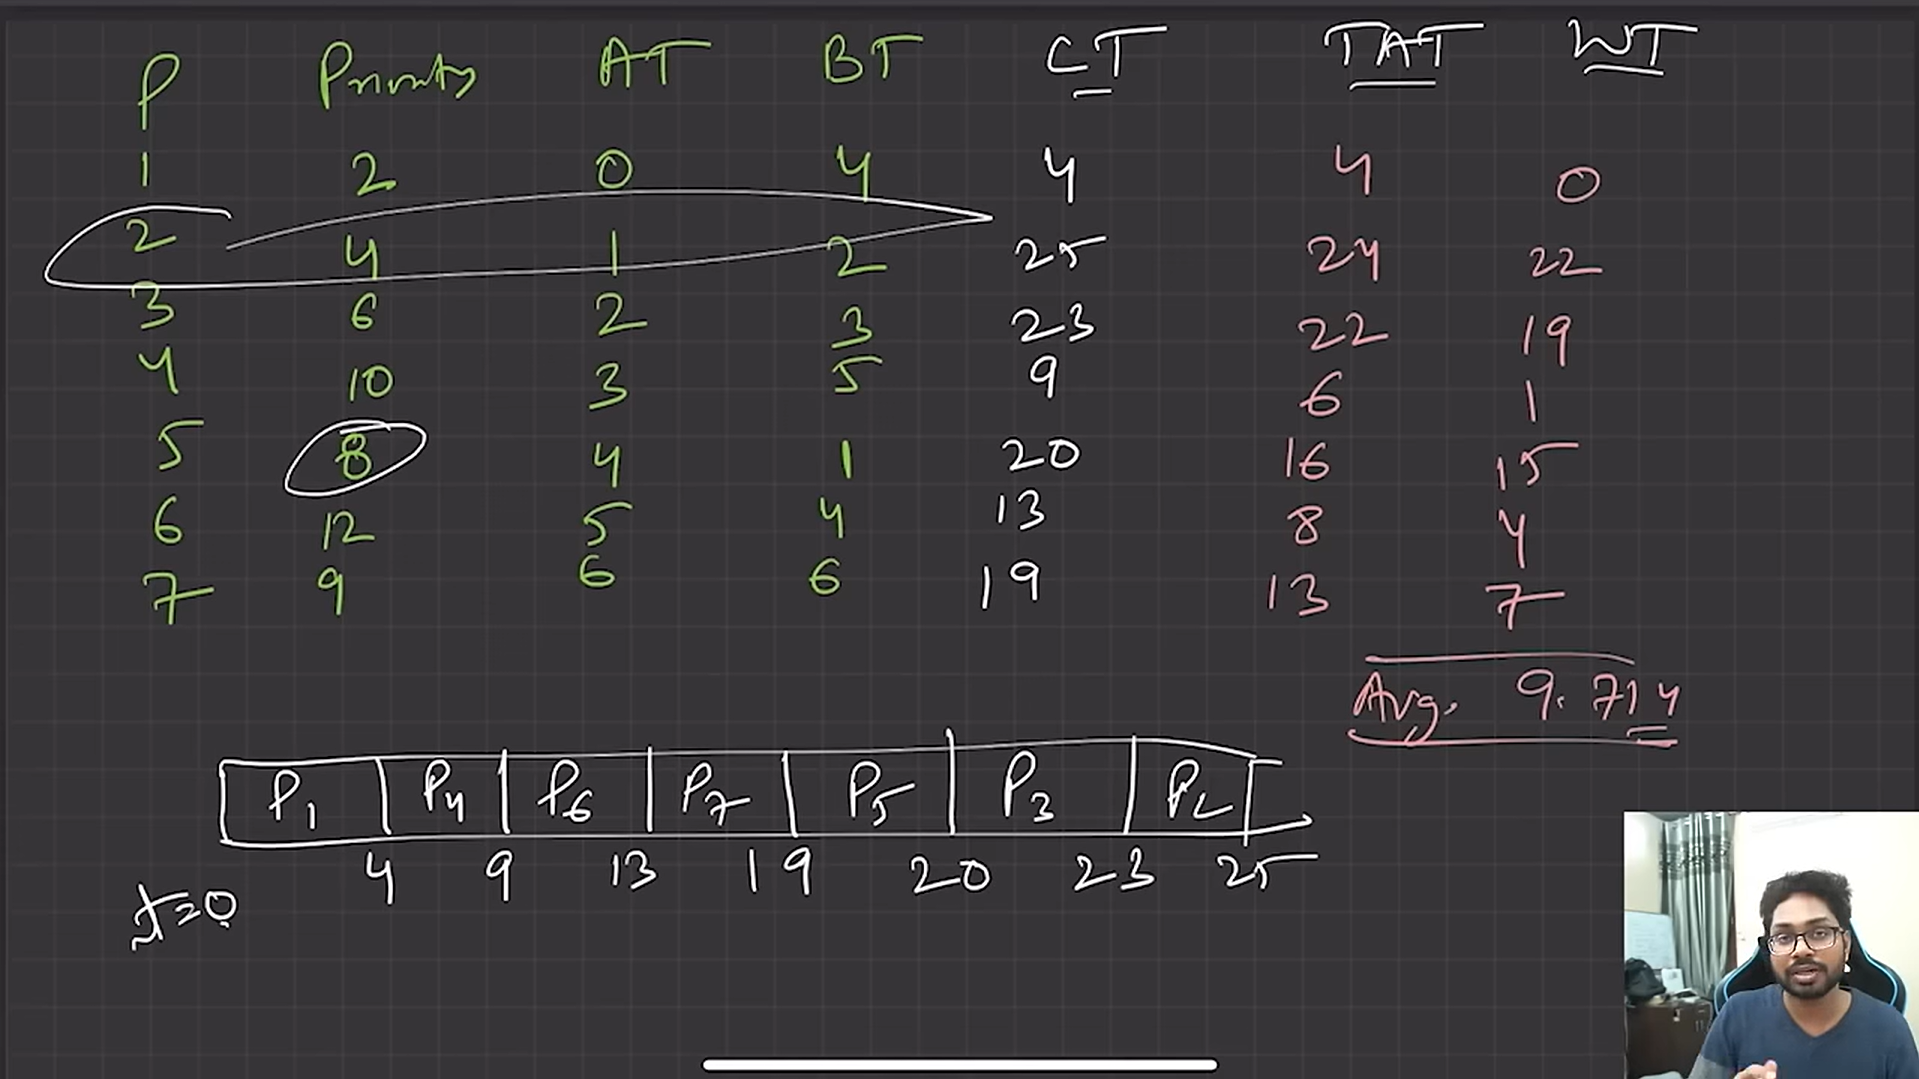 P Priority AT BT CT TAT WT
1 2 0 4 4 4 0
2 4 1 2 25 24 22
3 6 2 3 23 22 19
4 10 3 5 9 6 1
5 8 4 1 20 16 15
6 12 5 4 13 8 4
7 9 6 6 19 13 7
Avg. 9.714
P1 P4 P6 P7 P5 P3 P2
4 9 13 19 20 23 25
t=0